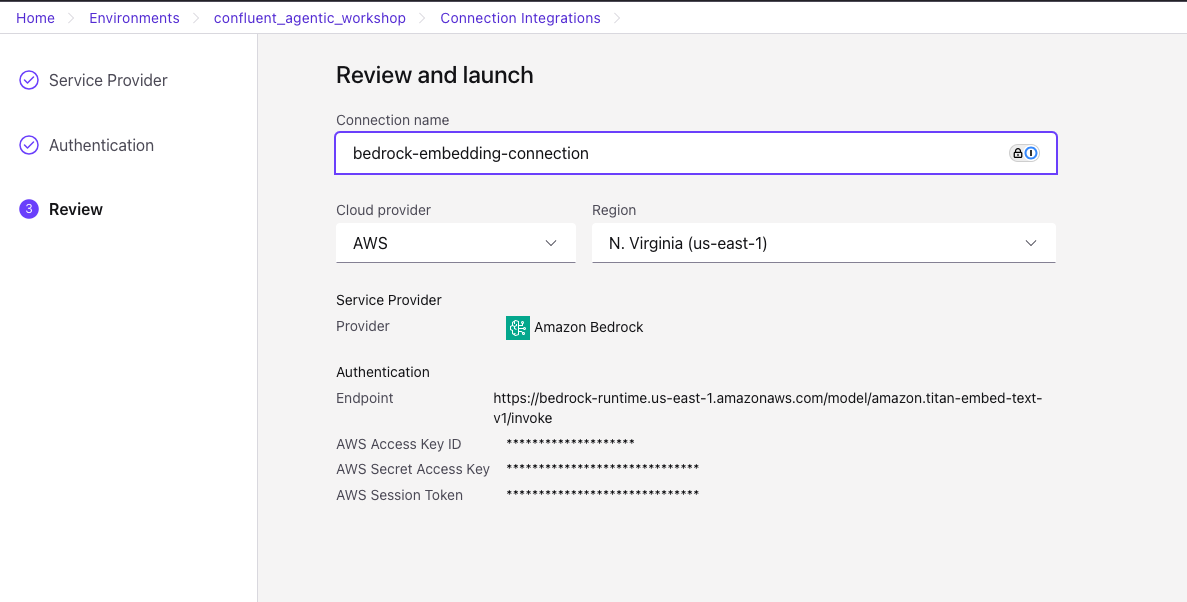 Home Environments confluent_agentic_workshop Connection Integrations
Service Provider
Authentication
3 Review
Review and launch
Connection name
bedrock-embedding-connection
Cloud provider Region
AWS N. Virginia (us-east-1)
Service Provider
Provider Amazon Bedrock
Authentication
Endpoint https://bedrock-runtime.us-east-1.amazonaws.com/model/amazon.titan-embed-text-
v1/invoke
AWS Access Key ID ********************
AWS Secret Access Key ******************************
AWS Session Token ******************************